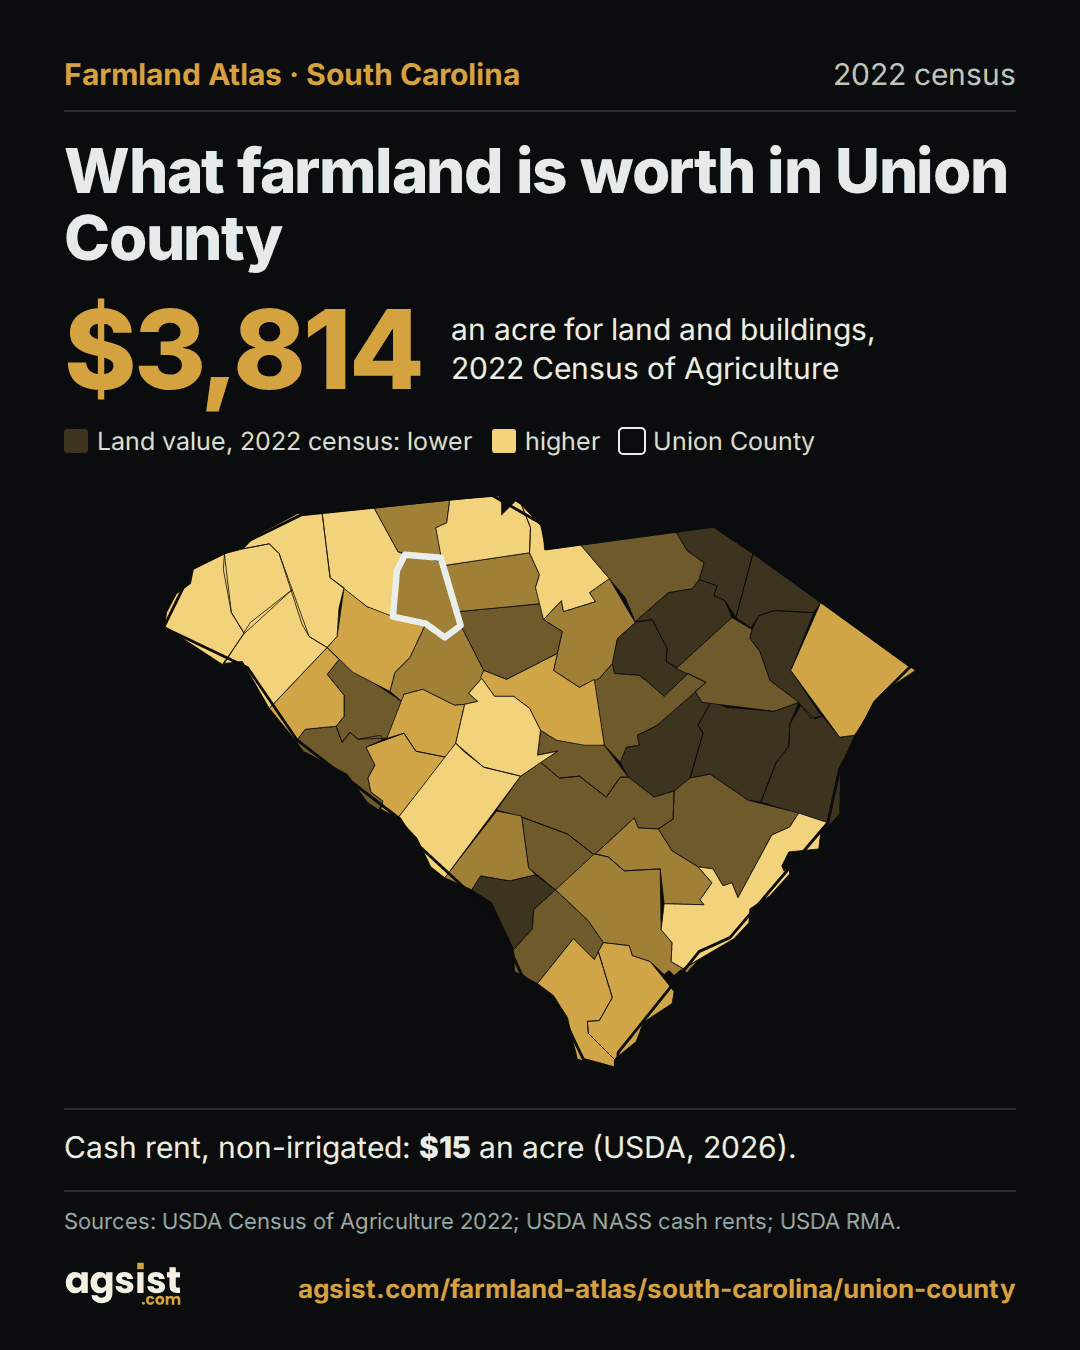 Farmland Atlas · South Carolina
2022 census
What farmland is worth in Union
County
$3,814
an acre for land and buildings,
2022 Census of Agriculture
Land value, 2022 census: lower
higher
Union County
Cash rent, non-irrigated: $15 an acre (USDA, 2026).
Sources: USDA Census of Agriculture 2022; USDA NASS cash rents; USDA RMA.
agsist
.com
agsist.com/farmland-atlas/south-carolina/union-county